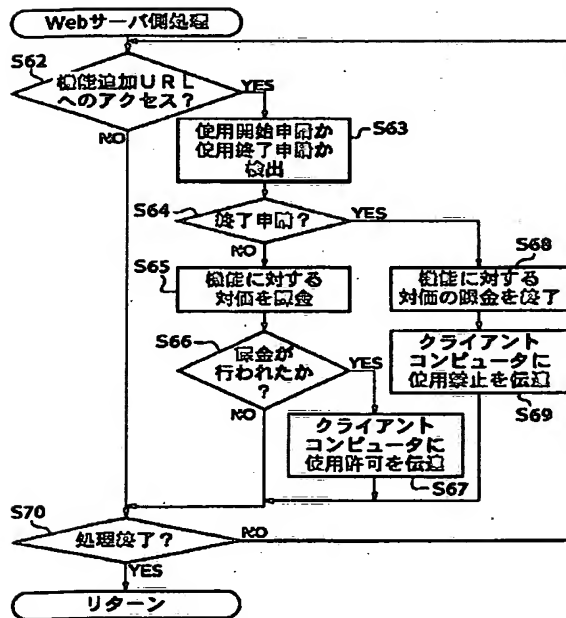 Webサーバ側処理
S62
機能追加URL
へのアクセス?
YES
NO
使用開始申請か
使用終了申請か
検出
S63
S64
終了申請?
YES
NO
S65
機能に対する
対価を課金
S68
機能に対する
対価の課金を終了
S66
課金が
行われたか
?
YES
NO
クライアント
コンピュータに
使用禁止を伝達
S69
クライアント
コンピュータに
使用許可を伝達
S67
S70
処理終了?
NO
YES
リターン